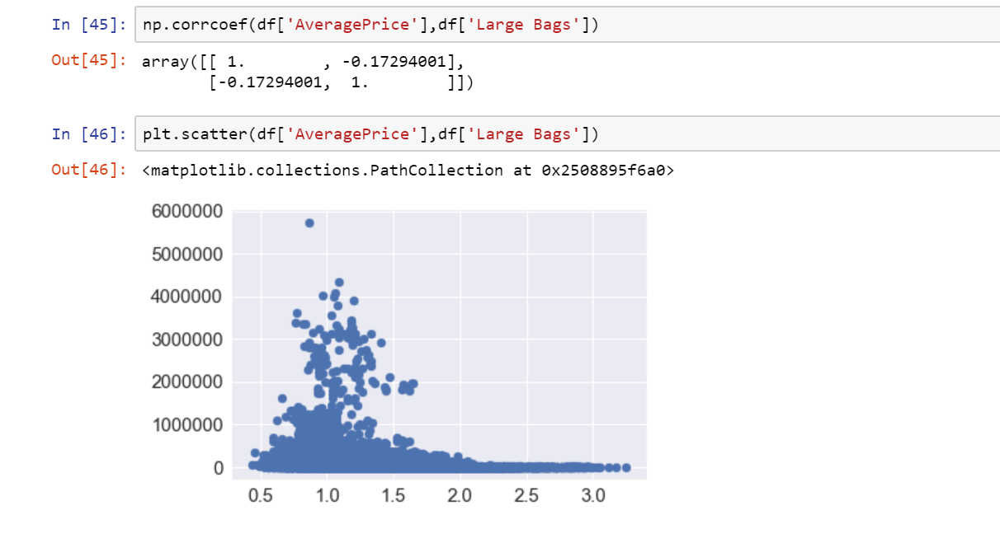 In [45]: np.corrcoef(df['AveragePrice'],df['Large Bags'])
Out[45]: array([[ 1.        , -0.17294001],
       [-0.17294001,  1.        ]])
In [46]: plt.scatter(df['AveragePrice'],df['Large Bags'])
Out[46]: <matplotlib.collections.PathCollection at 0x2508895f6a0>
6000000
5000000
4000000
3000000
2000000
1000000
0
0.5 1.0 1.5 2.0 2.5 3.0